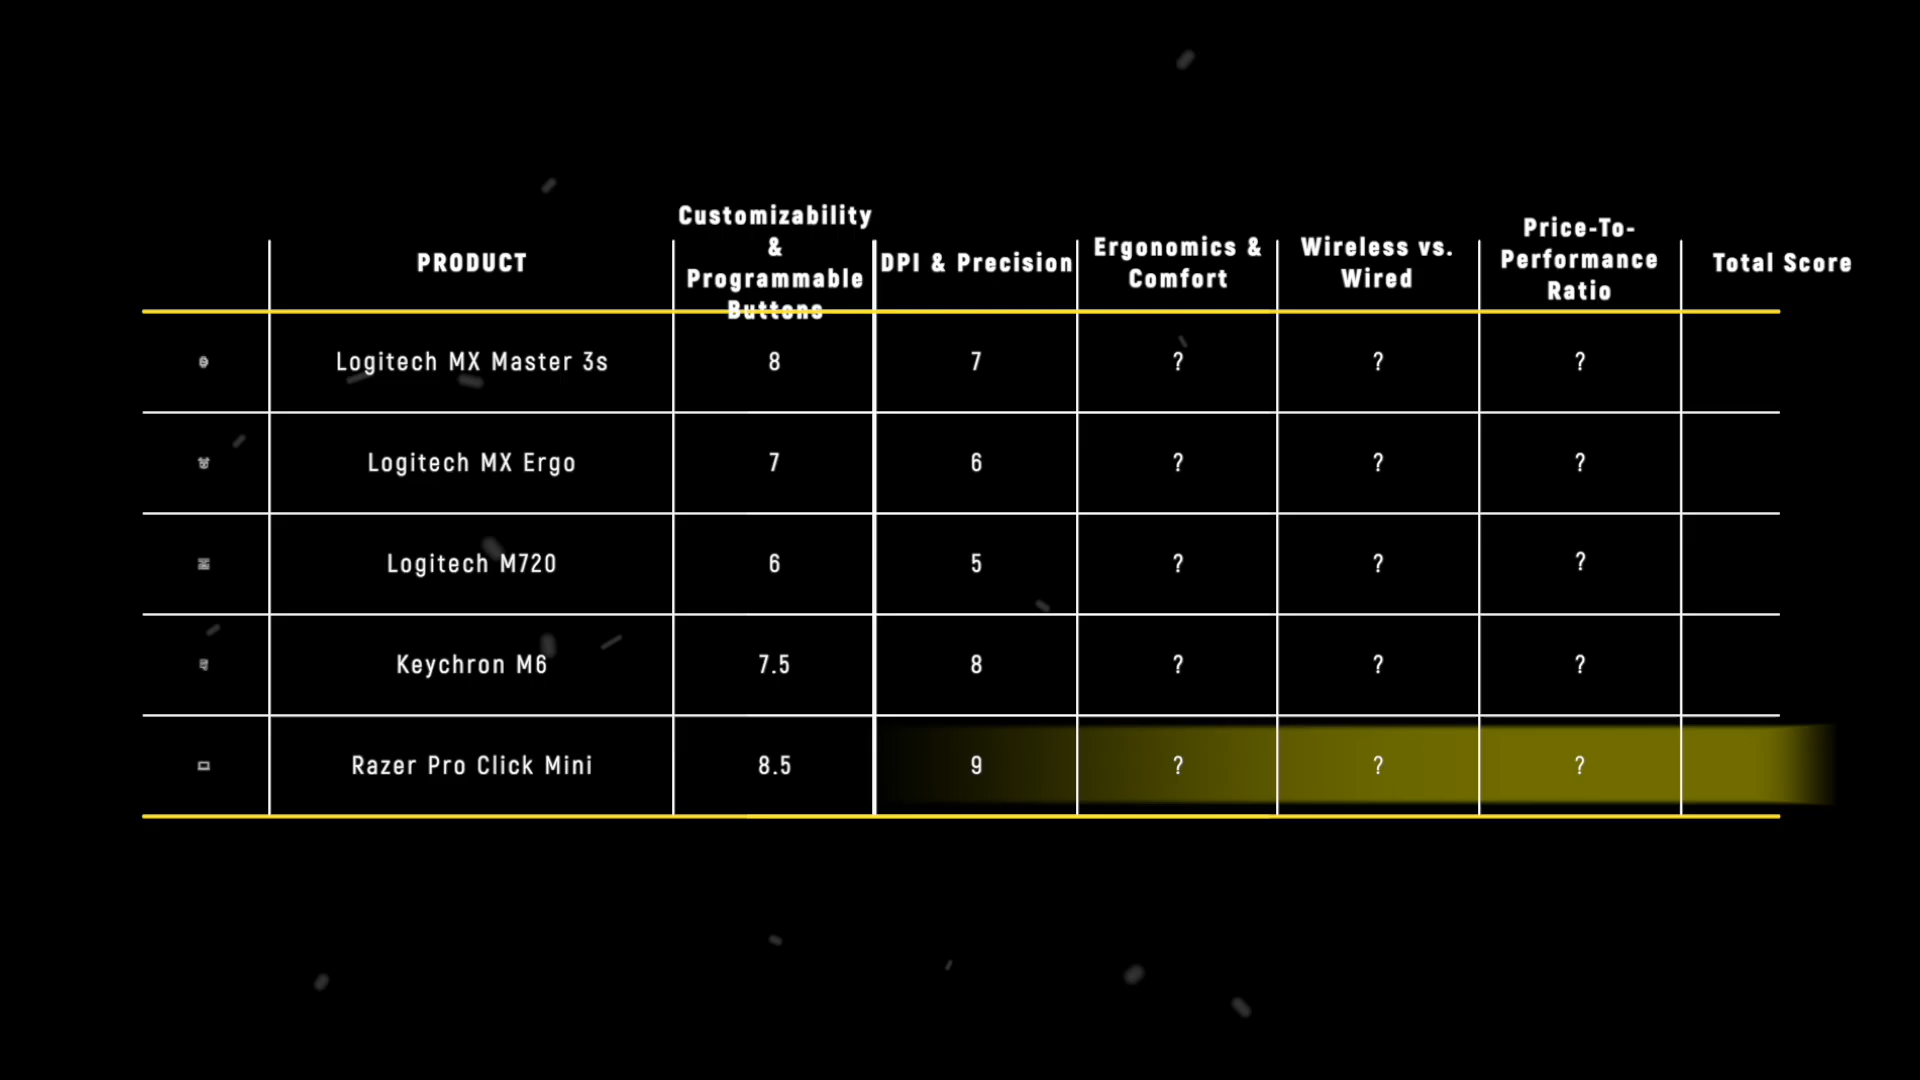 PRODUCT
Customizability
&
Programmable
Buttons
DPI & Precision
Ergonomics &
Comfort
Wireless vs.
Wired
Price-To-
Performance
Ratio
Total Score
Logitech MX Master 3s 8 7 ? ? ?
Logitech MX Ergo 7 6 ? ? ?
Logitech M720 6 5 ? ? ?
Keychron M6 7.5 8 ? ? ?
Razer Pro Click Mini 8.5 9 ? ? ?